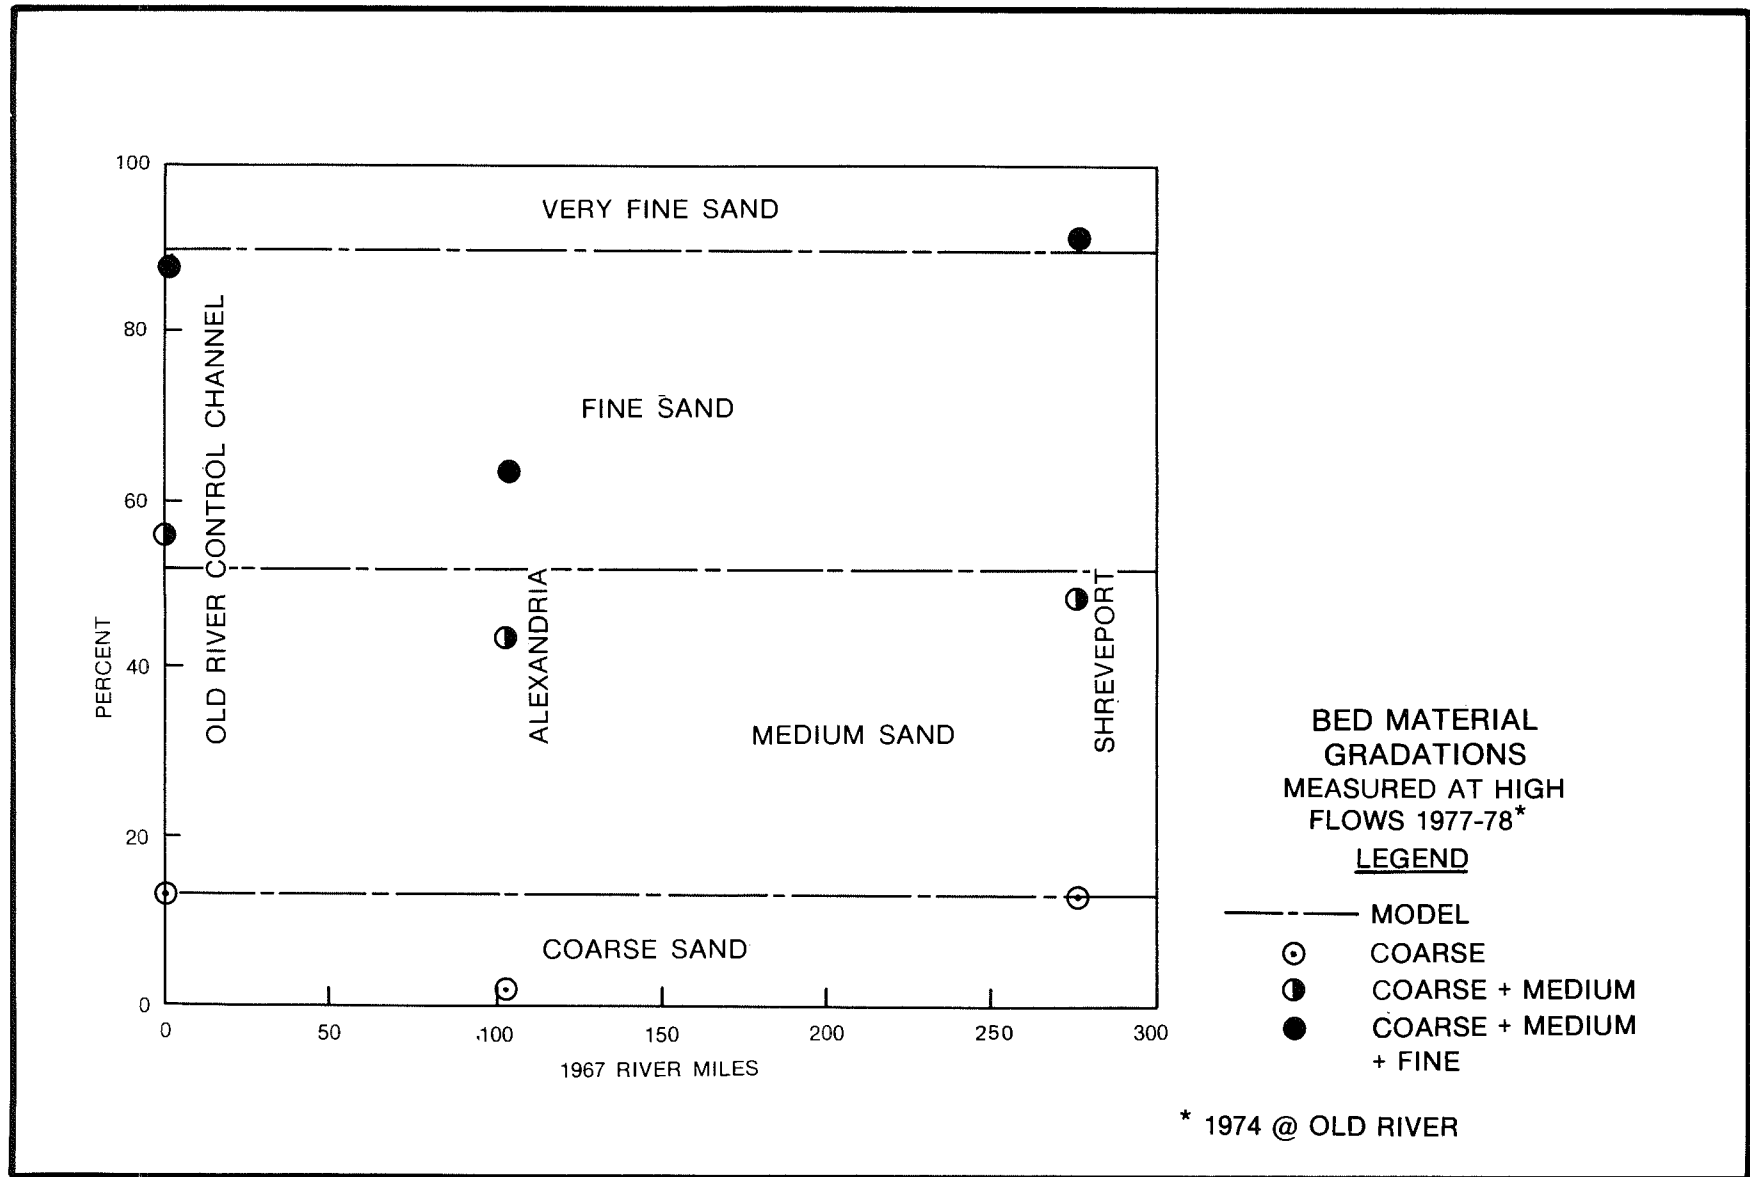 100
80
60
40
20
0
PERCENT
VERY FINE SAND
FINE SAND
MEDIUM SAND
COARSE SAND
OLD RIVER CONTROL CHANNEL
ALEXANDRIA
SHREVEPORT
0 50 100 150 200 250 300
1967 RIVER MILES
BED MATERIAL
GRADATIONS
MEASURED AT HIGH
FLOWS 1977-78*
LEGEND
MODEL
COARSE
COARSE + MEDIUM
COARSE + MEDIUM
+ FINE
* 1974 @ OLD RIVER